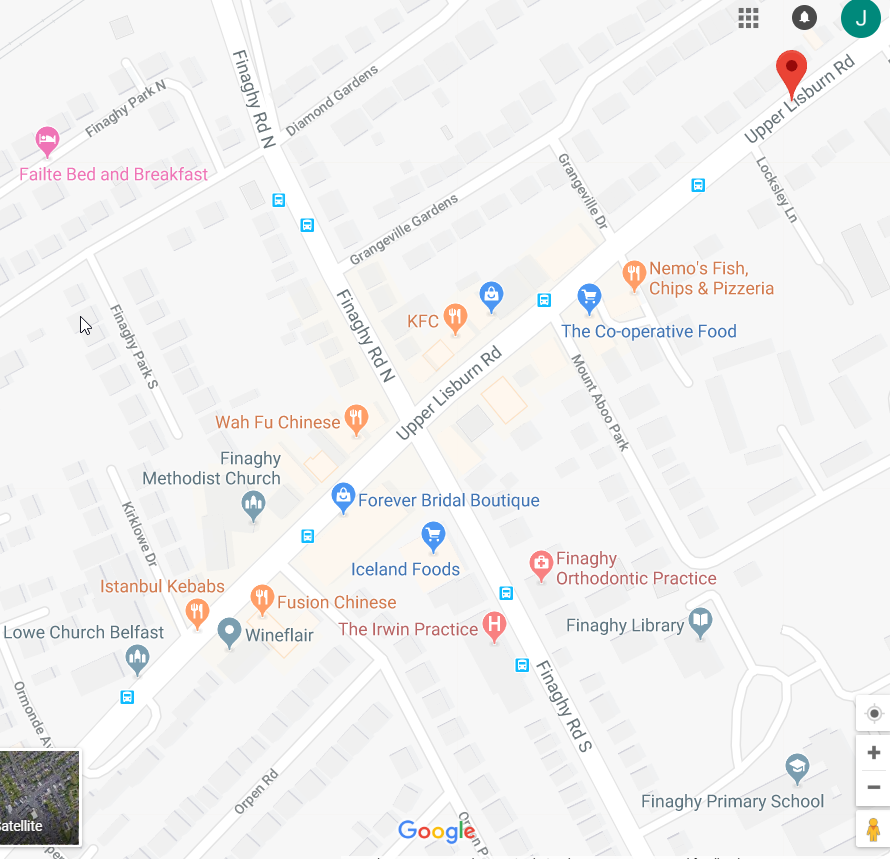 J
Finaghy Rd N
Diamond Gardens
Upper Lisburn Rd
Finaghy Park N
Failte Bed and Breakfast
Grangeville Dr
Locksley Ln
Grangeville Gardens
Nemo's Fish,
Chips & Pizzeria
Finaghy Park S
Finaghy Rd N
KFC
The Co-operative Food
Upper Lisburn Rd
Mount Aboo Park
Wah Fu Chinese
Finaghy
Methodist Church
Forever Bridal Boutique
Kirklowe Dr
Iceland Foods
Finaghy
Orthodontic Practice
Istanbul Kebabs
Fusion Chinese
Lowe Church Belfast
Wineflair
The Irwin Practice
H
Finaghy Library
Finaghy Rd S
Ormonde Av
Orpen Rd
Finaghy Primary School
atellite
Google